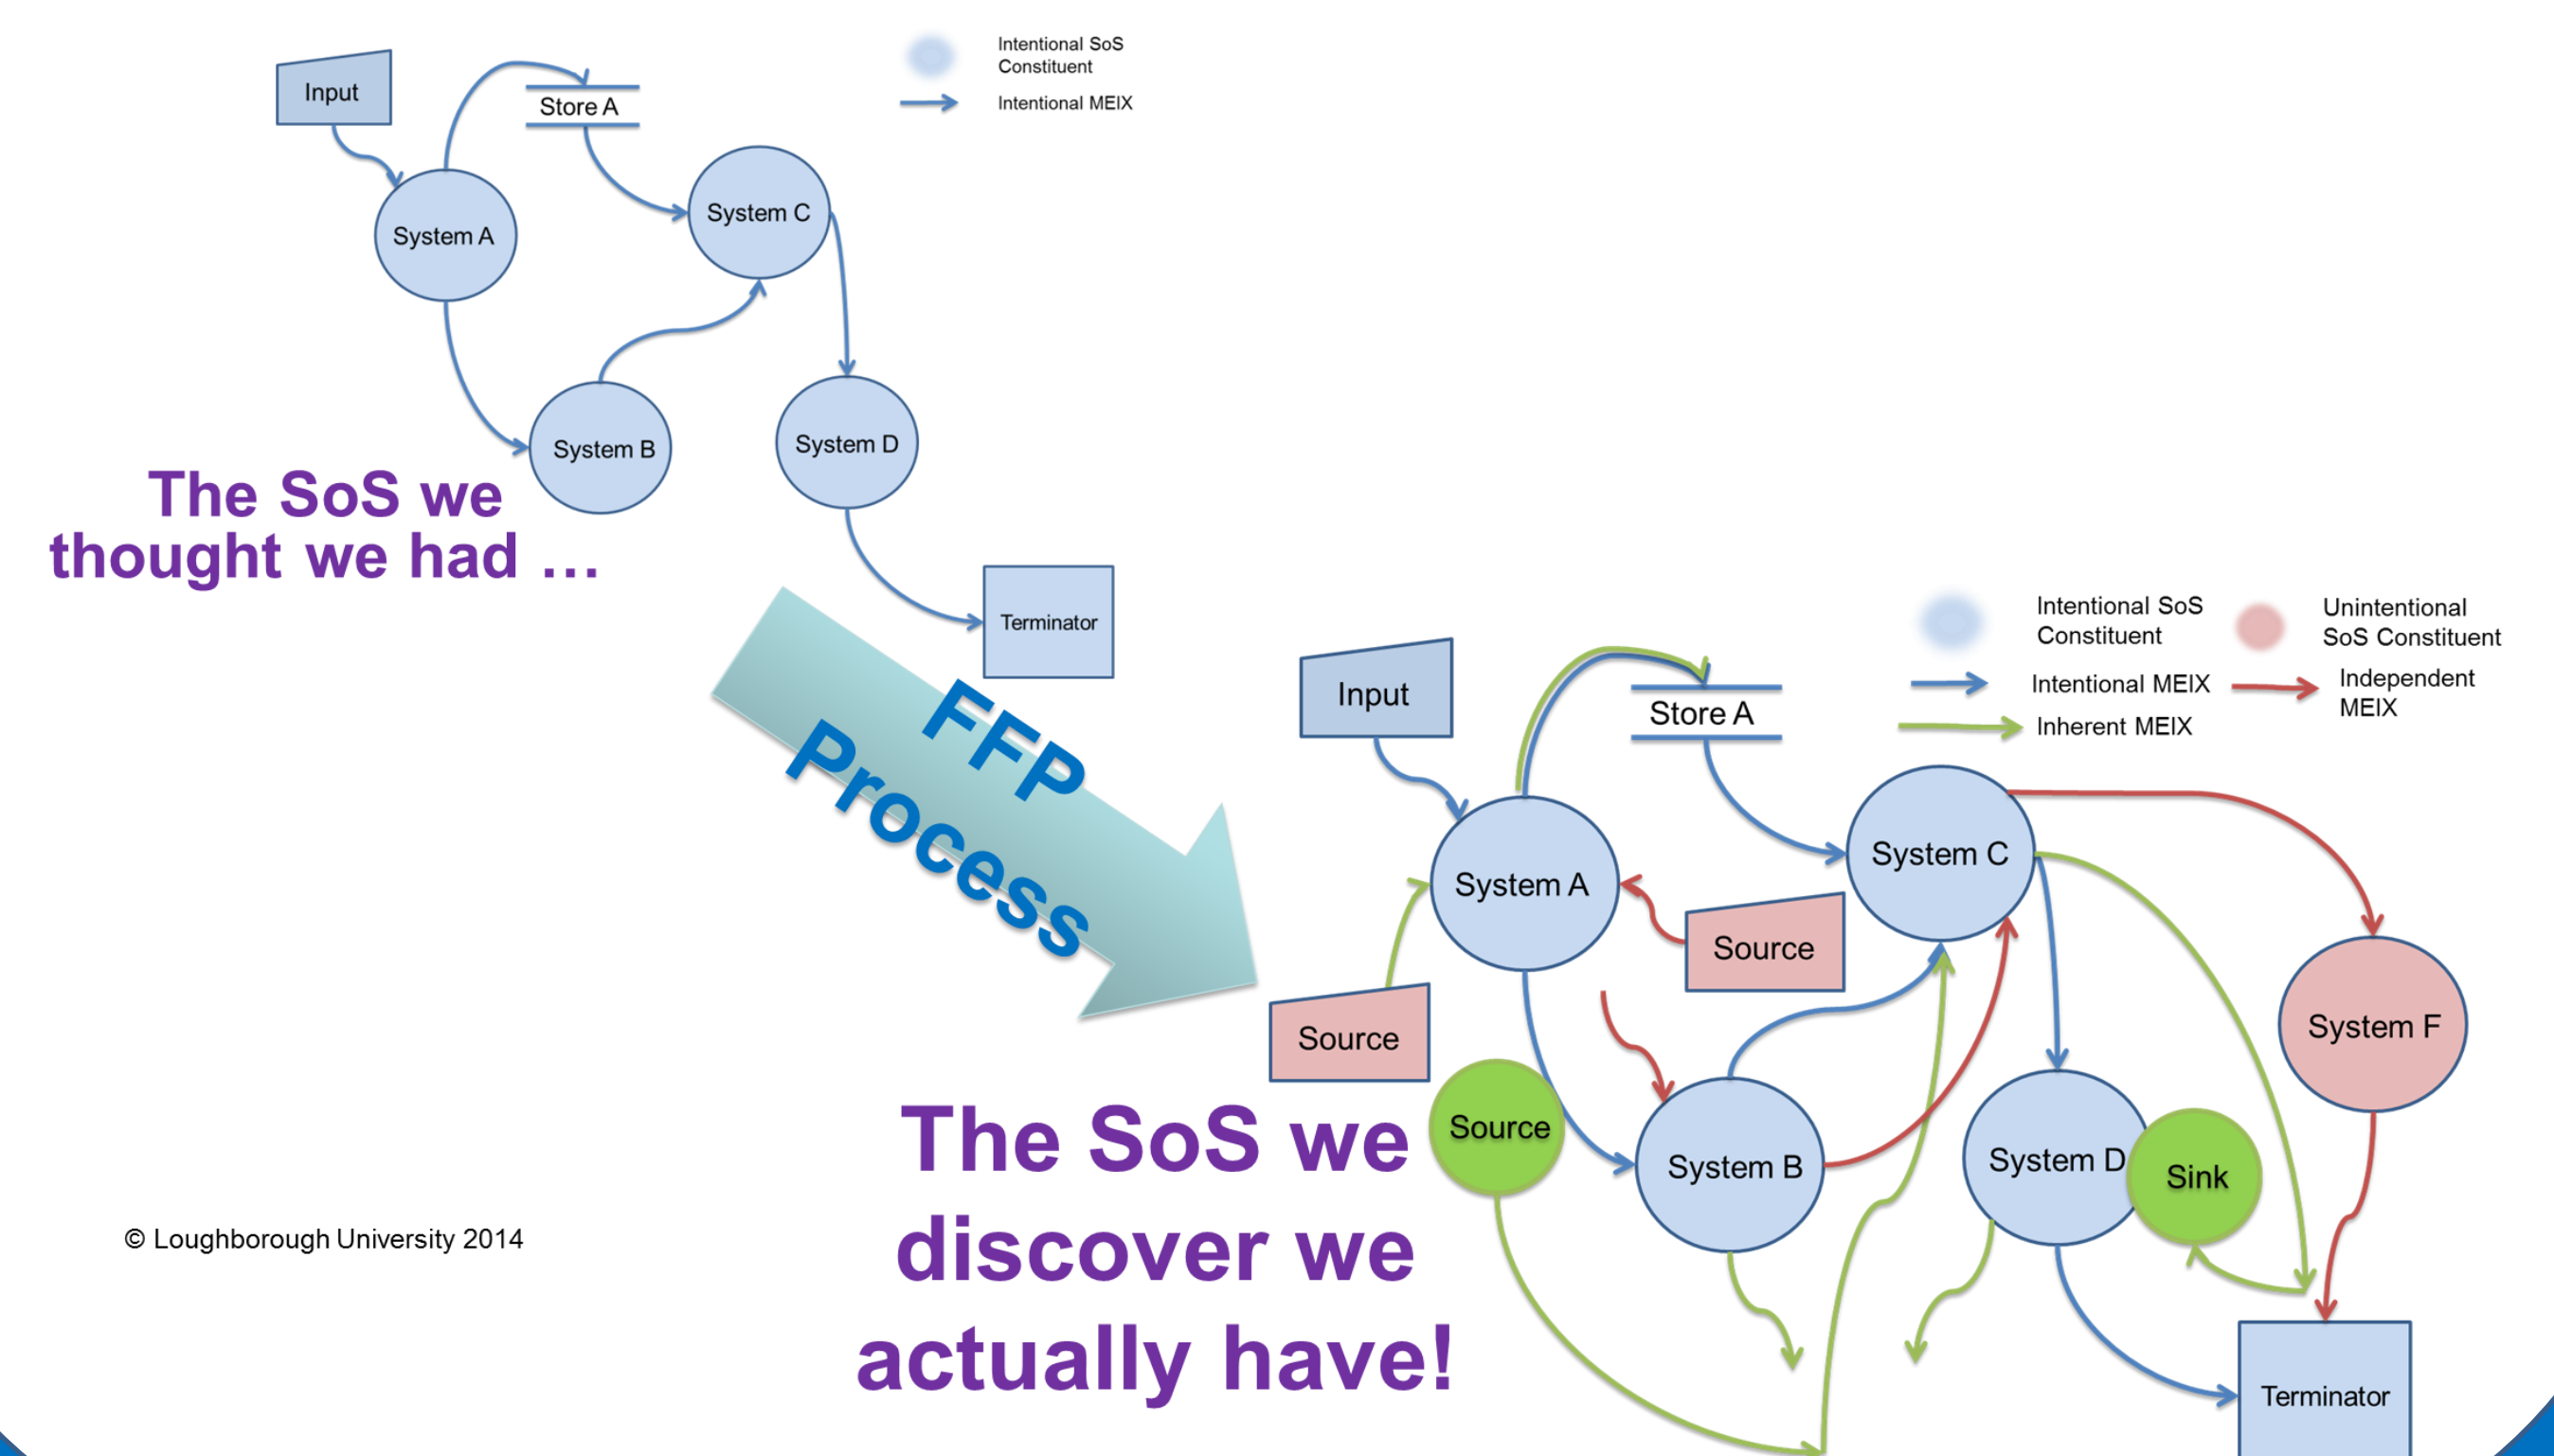 Intentional SoS
Constituent
Intentional MEIX
Input
Store A
System C
System A
System B
System D
The SoS we
thought we had …
Terminator
FFP
Process
Intentional SoS
Constituent
Unintentional
SoS Constituent
Intentional MEIX
Independent
MEIX
Inherent MEIX
Input
Store A
System C
System A
Source
Source
System F
Source
System B
System D
Sink
The SoS we
discover we
actually have!
Terminator
© Loughborough University 2014